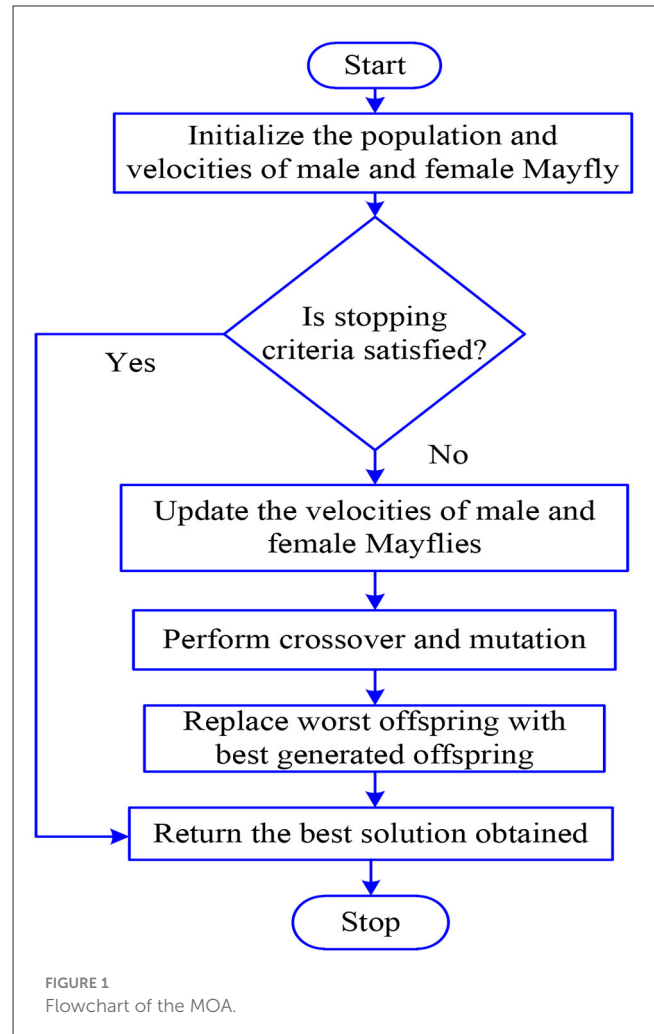 Start
Initialize the population and
velocities of male and female Mayfly
Is stopping
criteria satisfied?
Yes
No
Update the velocities of male and
female Mayflies
Perform crossover and mutation
Replace worst offspring with
best generated offspring
Return the best solution obtained
Stop
FIGURE 1
Flowchart of the MOA.